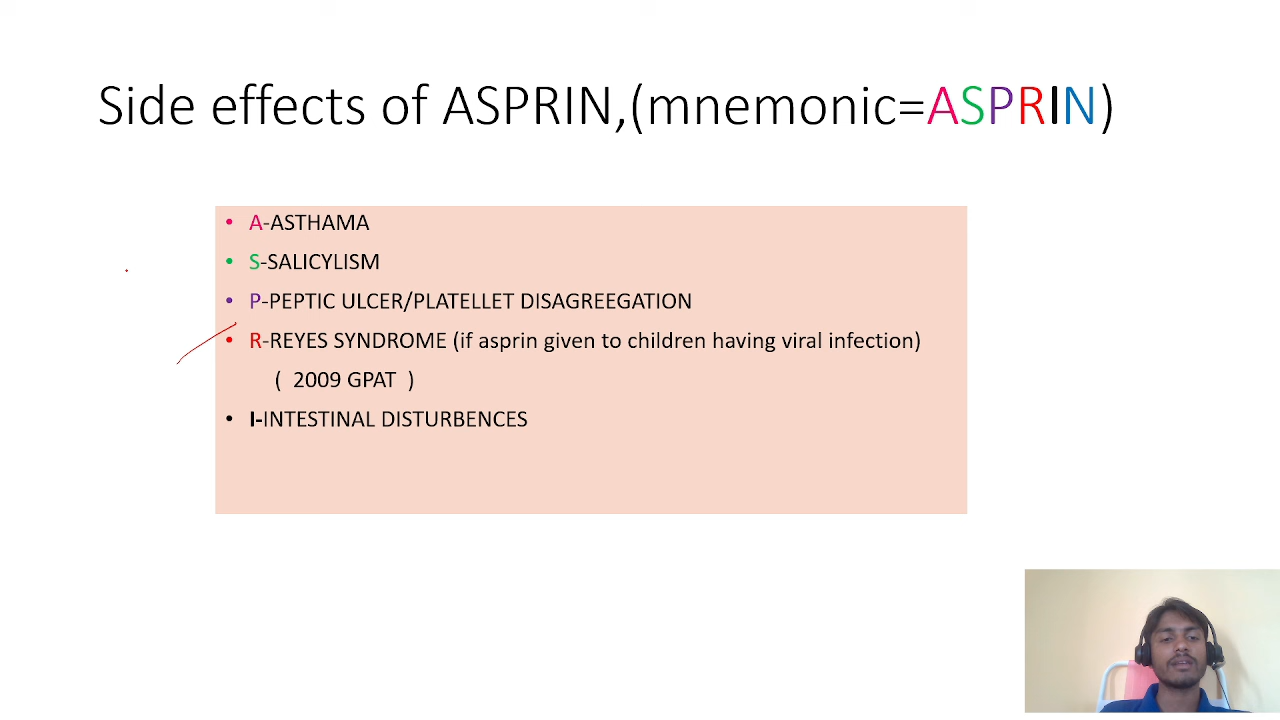 Side effects of ASPRIN,(mnemonic=ASPRIN)
• A-ASTHAMA
• S-SALICYLISM
• P-PEPTIC ULCER/PLATELLET DISAGREEGATION
• R-REYES SYNDROME (if asprin given to children having viral infection)
( 2009 GPAT )
• I-INTESTINAL DISTURBENCES